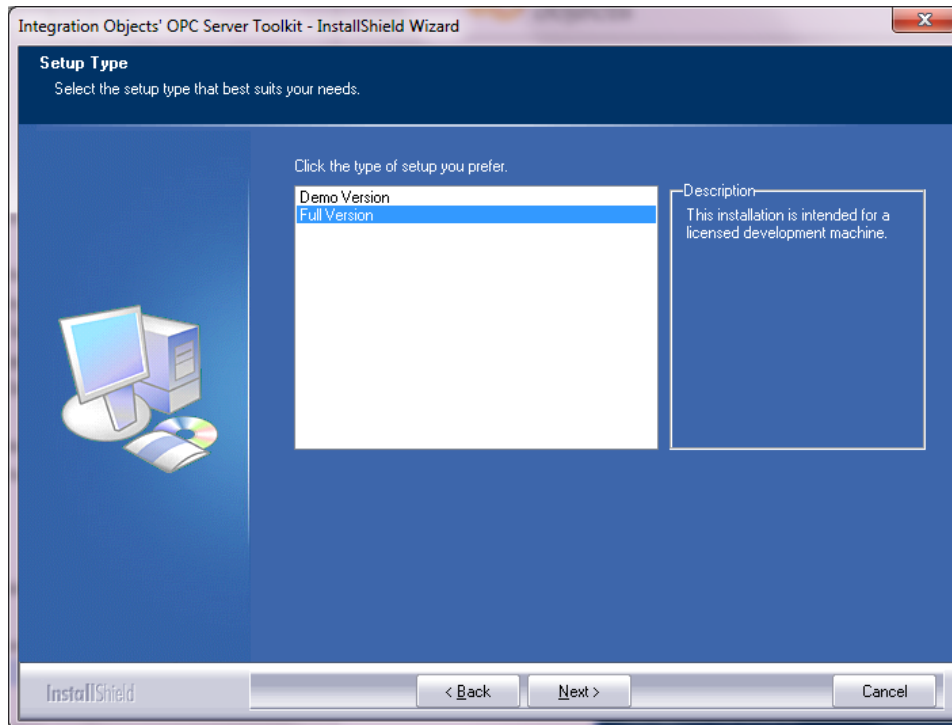 Integration Objects' OPC Server Toolkit - InstallShield Wizard
Setup Type
Select the setup type that best suits your needs.
Click the type of setup you prefer.
Demo Version
Full Version
Description
This installation is intended for a
licensed development machine.
InstallShield
< Back
Next >
Cancel